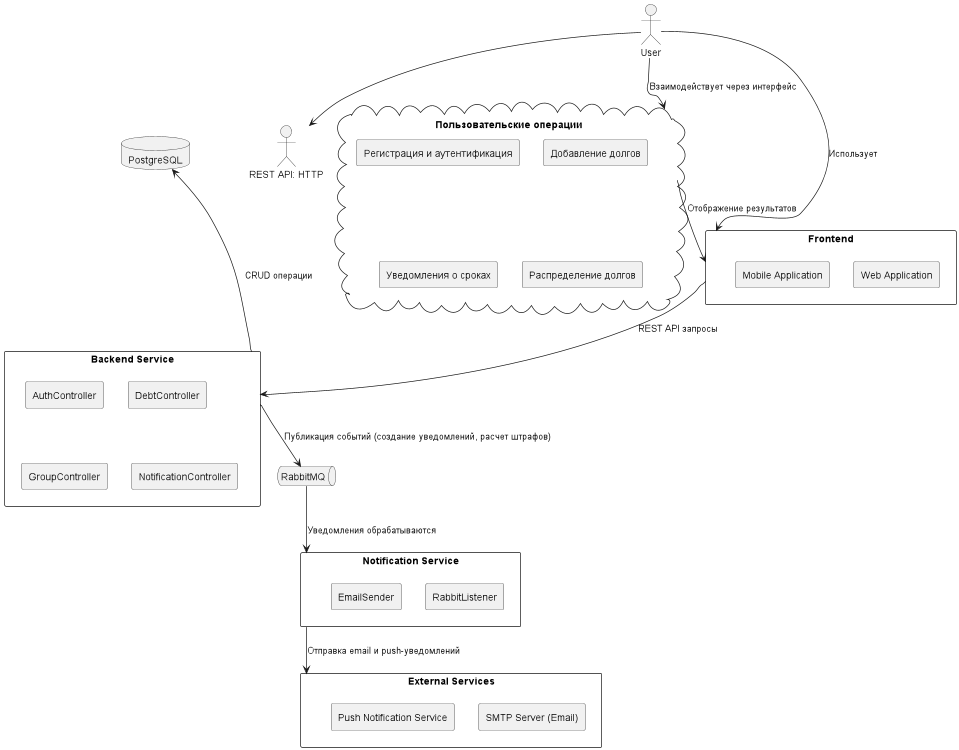 User
Взаимодействует через интерфейс
Пользовательские операции
Регистрация и аутентификация
Добавление долгов
PostgreSQL
REST API: HTTP
Использует
Отображение результатов
Frontend
Уведомления о сроках
Распределение долгов
Mobile Application
Web Application
CRUD операции
REST API запросы
Backend Service
AuthController
DebtController
Публикация событий (создание уведомлений, расчет штрафов)
GroupController
NotificationController
RabbitMQ
Уведомления обрабатываются
Notification Service
EmailSender
RabbitListener
Отправка email и push-уведомлений
External Services
Push Notification Service
SMTP Server (Email)